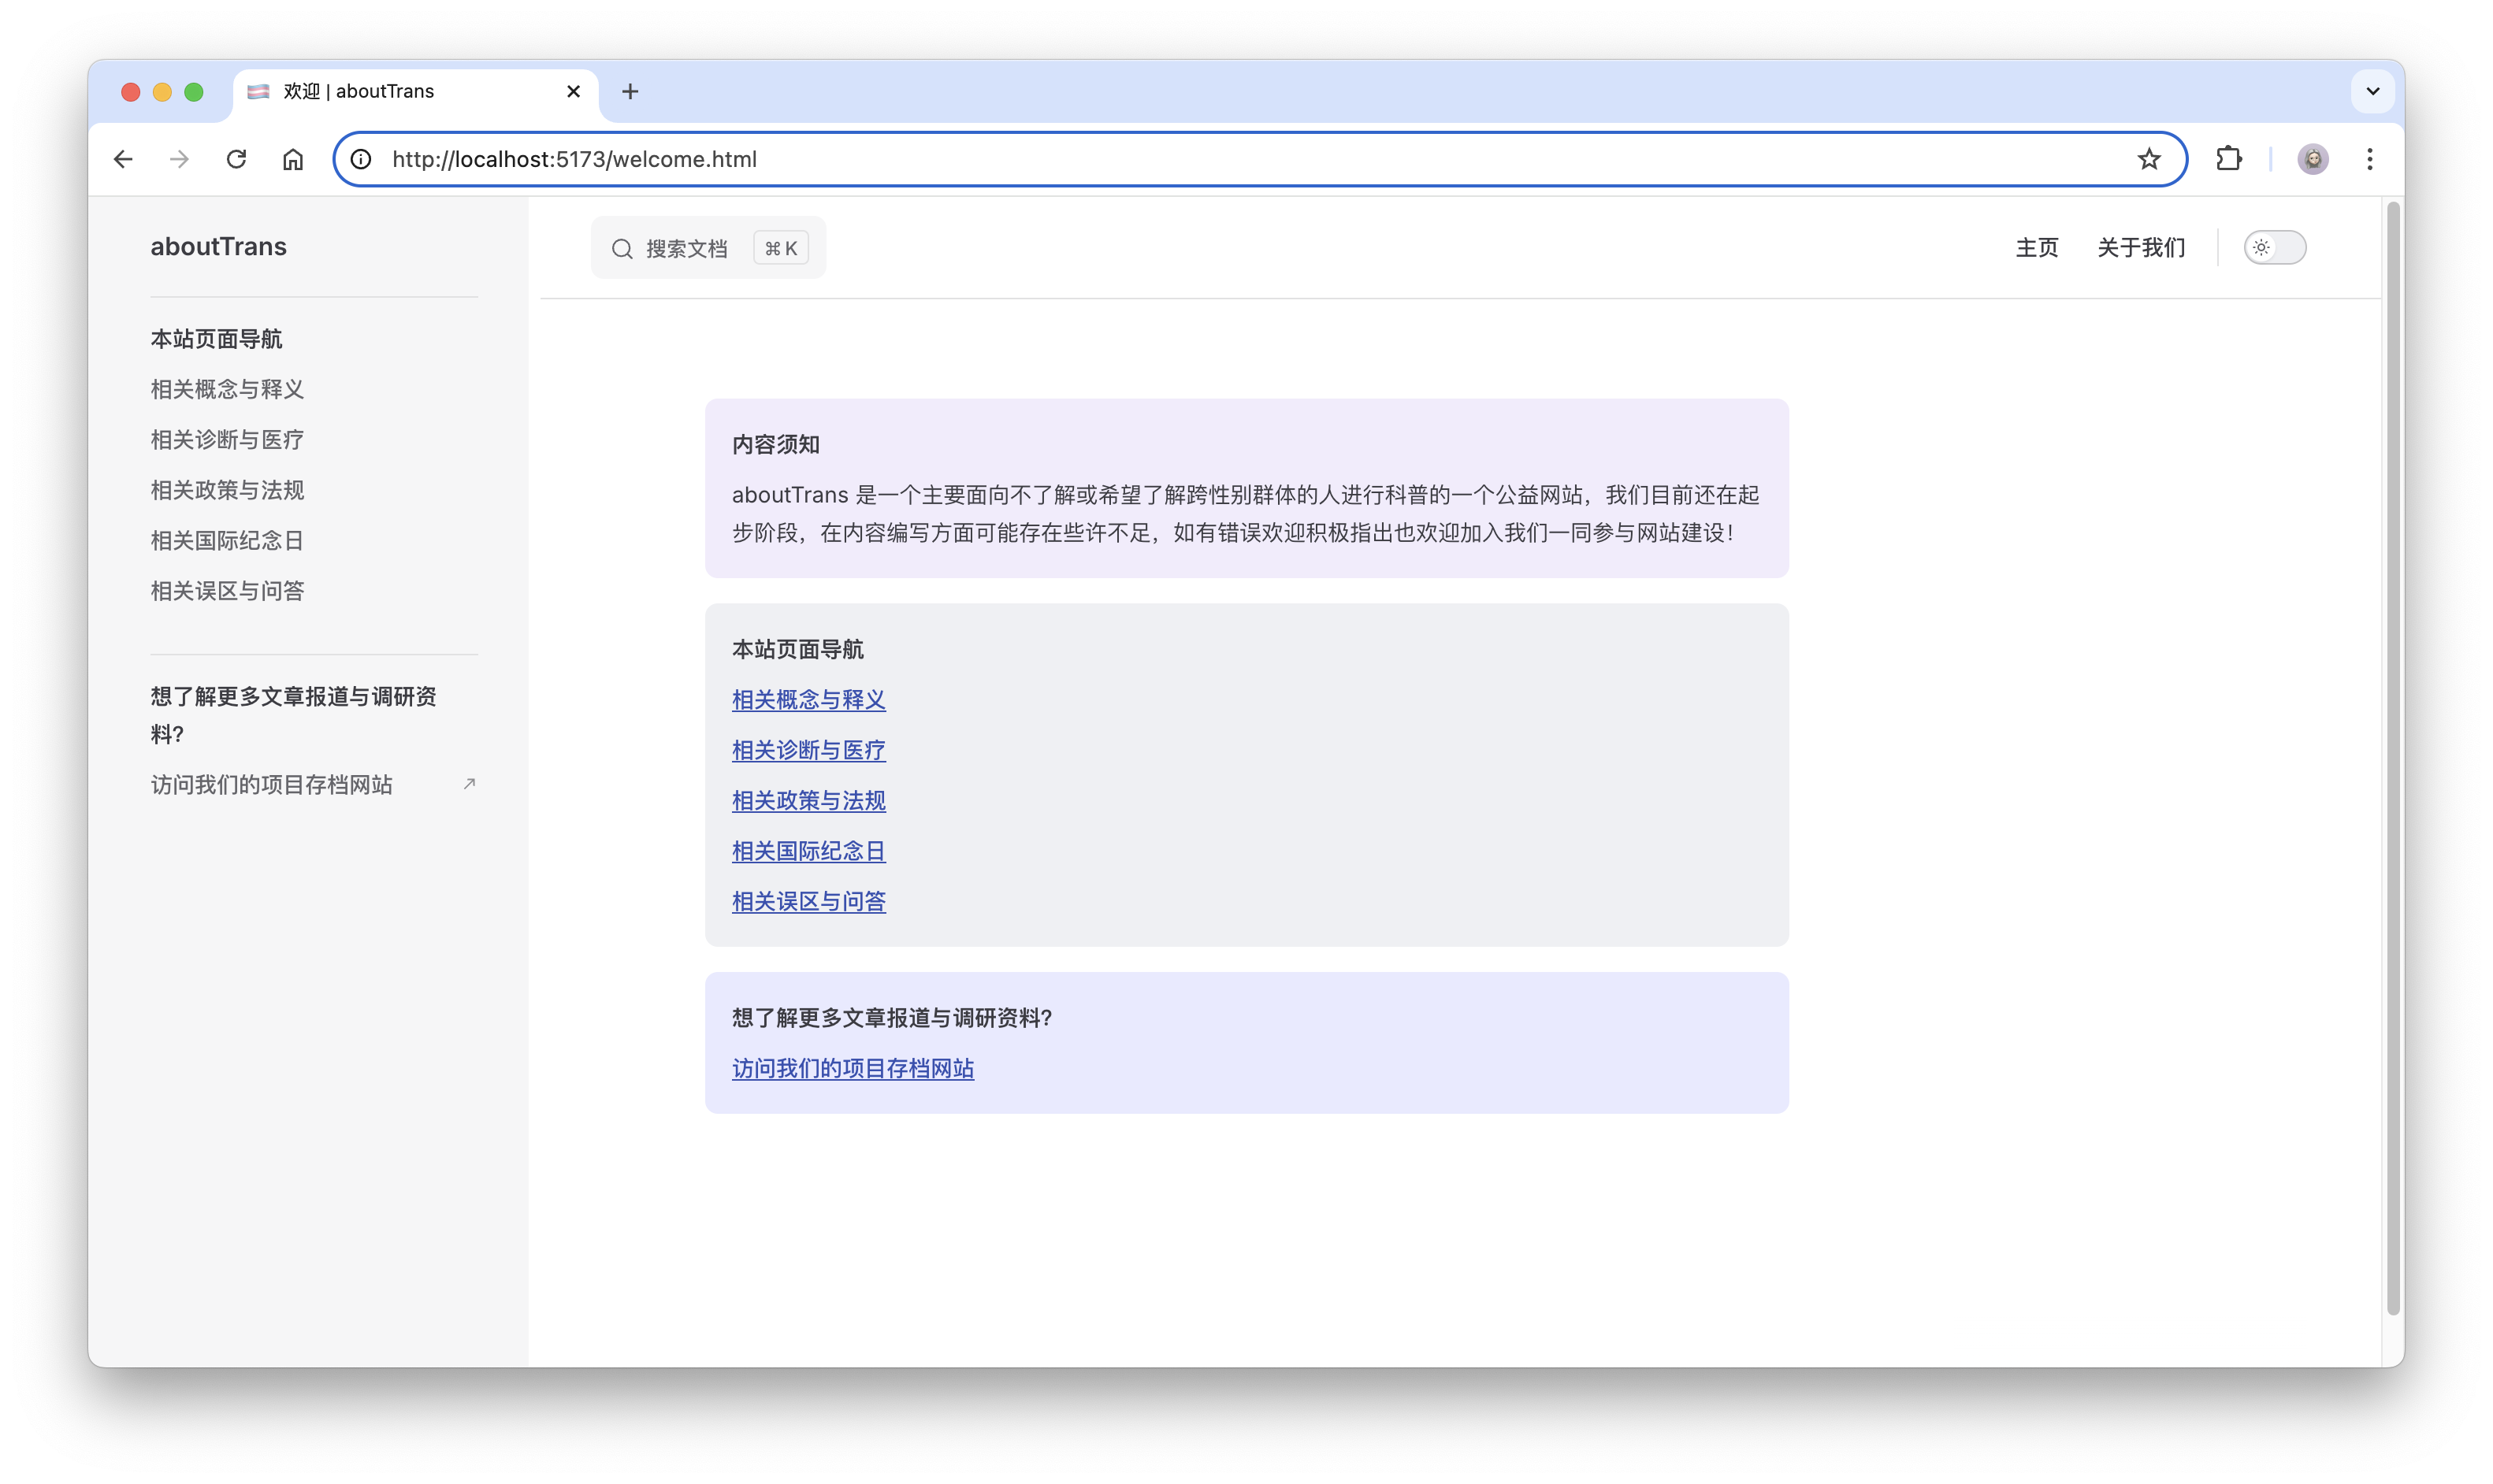 欢迎 | aboutTrans
http://localhost:5173/welcome.html
aboutTrans
搜索文档 ⌘ K
主页 关于我们
本站页面导航
相关概念与释义
相关诊断与医疗
相关政策与法规
相关国际纪念日
相关误区与问答
想了解更多文章报道与调研资
料?
访问我们的项目存档网站
内容须知
aboutTrans 是一个主要面向不了解或希望了解跨性别群体的人进行科普的一个公益网站，我们目前还在起
步阶段，在内容编写方面可能存在些许不足，如有错误欢迎积极指出也欢迎加入我们一同参与网站建设！
本站页面导航
相关概念与释义
相关诊断与医疗
相关政策与法规
相关国际纪念日
相关误区与问答
想了解更多文章报道与调研资料?
访问我们的项目存档网站